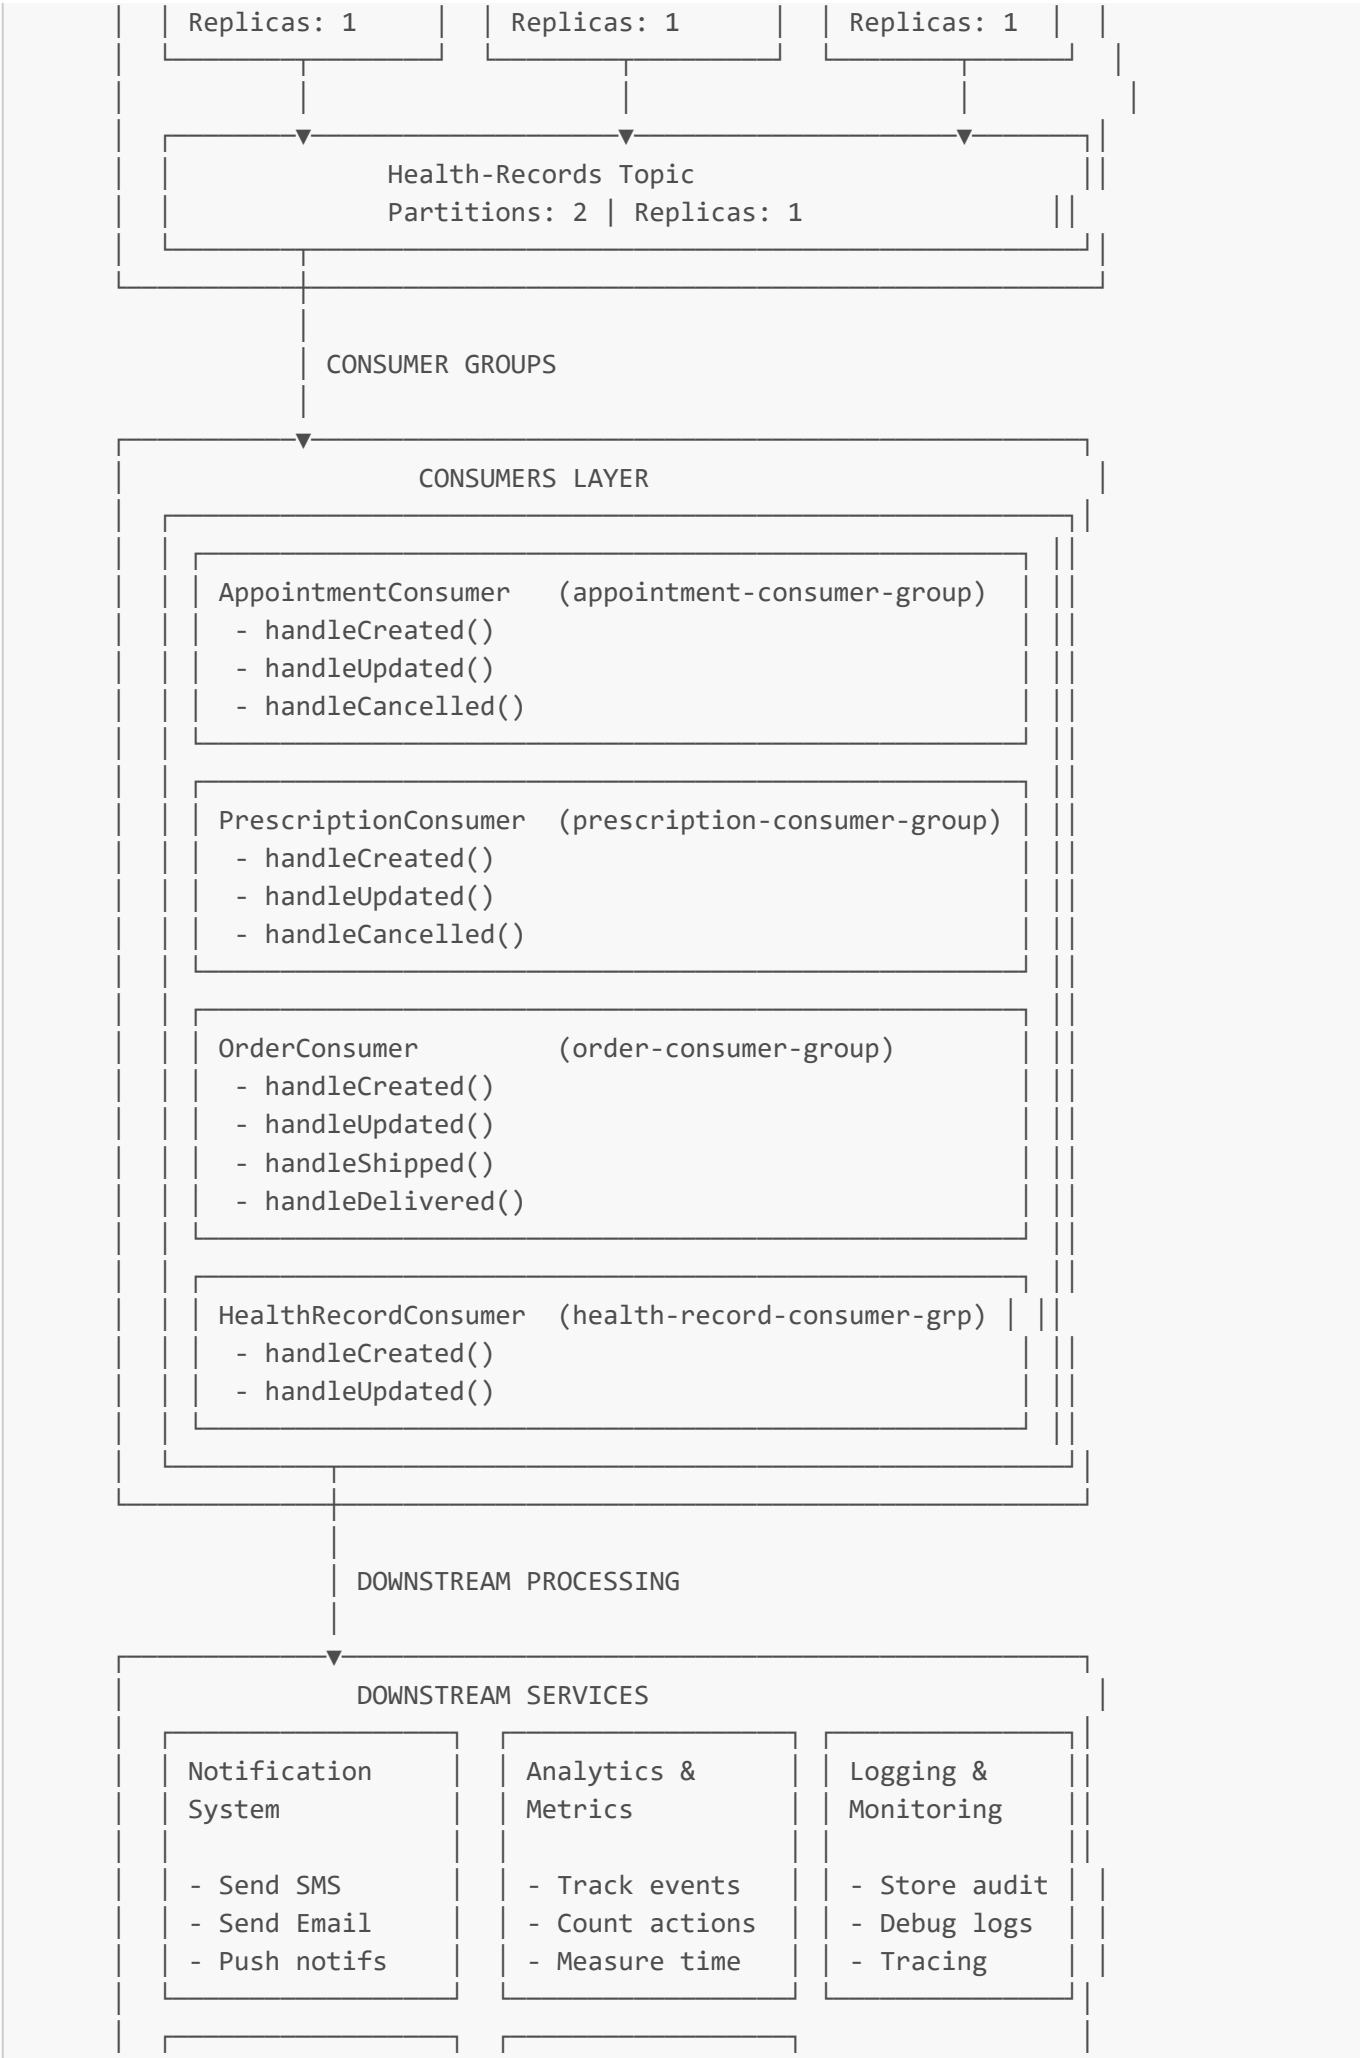 Replicas: 1 Replicas: 1 Replicas: 1
Health-Records Topic
Partitions: 2 | Replicas: 1
CONSUMER GROUPS
CONSUMERS LAYER
AppointmentConsumer (appointment-consumer-group)
- handleCreated()
- handleUpdated()
- handleCancelled()
PrescriptionConsumer (prescription-consumer-group)
- handleCreated()
- handleUpdated()
- handleCancelled()
OrderConsumer (order-consumer-group)
- handleCreated()
- handleUpdated()
- handleShipped()
- handleDelivered()
HealthRecordConsumer (health-record-consumer-grp)
- handleCreated()
- handleUpdated()
DOWNSTREAM PROCESSING
DOWNSTREAM SERVICES
Notification Analytics & Logging &
System Metrics Monitoring
- Send SMS - Track events - Store audit
- Send Email - Count actions - Debug logs
- Push notifs - Measure time - Tracing